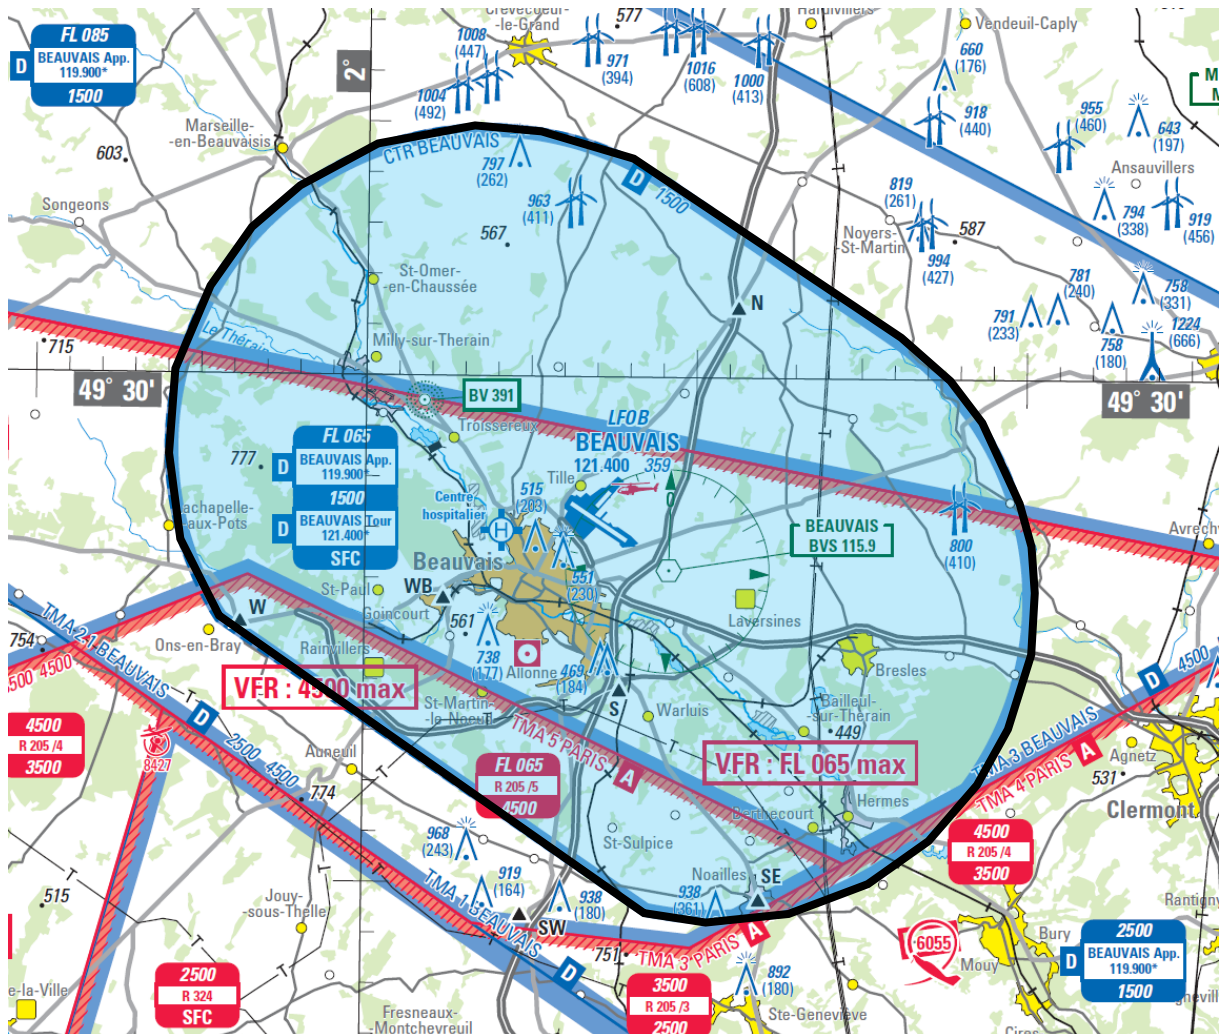 FL 085
D
BEAUVAIS App.
119.900*
1500
2°
Crèvecœur-
-le-Grand
577
Hardivillers
Vendeuil-Caply
1008
(447)
1004
(492)
971
(394)
1016
(608)
1000
(413)
660
(176)
918
(440)
955
(460)
643
(197)
M
M
Marseille-
-en-Beauvaisis
603
Songeons
CTR BEAUVAIS
D
1500
797
(262)
963
(411)
567
819
(261)
Noyers-
-St-Martin
587
994
(427)
Ansauvillers
794
(338)
919
(456)
781
(240)
791
(233)
758
(331)
758
(180)
1224
(666)
St-Omer-
-en-Chaussée
N
Le Thérain
Milly-sur-Therain
715
49° 30'
49° 30'
BV 391
Troissereux
LFOB
BEAUVAIS
121.400
359
FL 065
D
BEAUVAIS App.
119.900*
1500
D
BEAUVAIS Tour
121.400*
SFC
777
Lachapelle-
-aux-Pots
Centre
hospitalier
H
515
(203)
Tille
0
BEAUVAIS
BVS 115.9
800
(410)
Beauvais
551
(230)
St-Paul
WB
Goincourt
561
738
(177)
Allonne
469
(184)
Laversines
Bresles
W
Ons-en-Bray
Rainvillers
754
TMA 2.1 BEAUVAIS
D
2500 4500
500 4500
VFR : 4500 max
St-Martin-
-le-Noeud
S
Warluis
Bailleul-
-sur-Thérain
449
TMA 5 PARIS
A
VFR : FL 065 max
4500
R 205 /4
3500
8427
Auneuil
774
FL 065
R 205 /5
4500
Berthecourt
Hermes
TMA 3 BEAUVAIS
D
4500
TMA 4 PARIS
A
Agnetz
531
Clermont
4500
R 205 /4
3500
St-Sulpice
968
(243)
919
(164)
938
(180)
SW
TMA 1 BEAUVAIS
D
Noailles
SE
938
(361)
515
Jouy-
-sous-Thelle
751
TMA 3 PARIS
A
6055
Mouy
Bury
Rantigny
2500
D
BEAUVAIS App.
119.900*
1500
2500
R 324
SFC
3500
R 205 /3
2500
892
(180)
Ste-Geneviève
e-la-Ville
Fresneaux-
-Montchevreuil